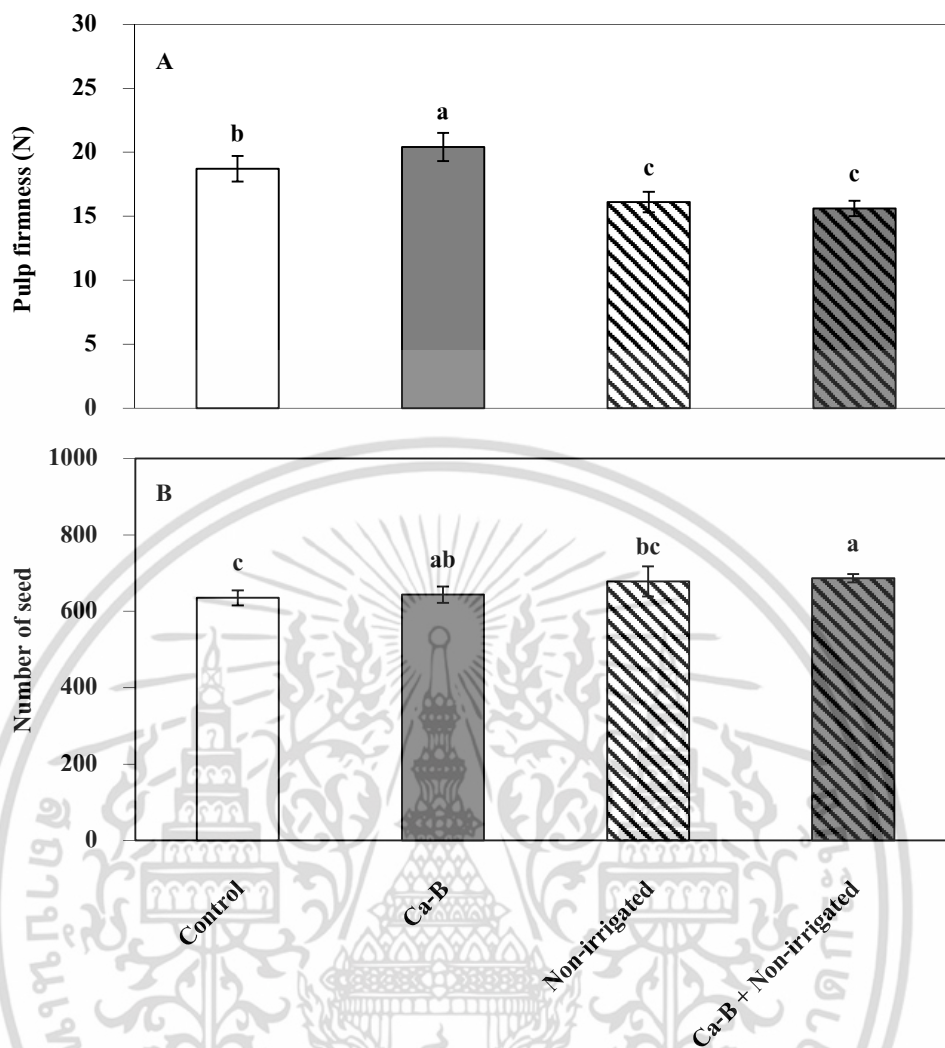 30
A
25
b
a
20
c
c
15
10
5
0
Pulp firmness (N)
1000
B
800
c
ab
bc
a
600
400
200
0
Number of seed
Control
Ca-B
Non-irrigated
Ca-B + Non-irrigated